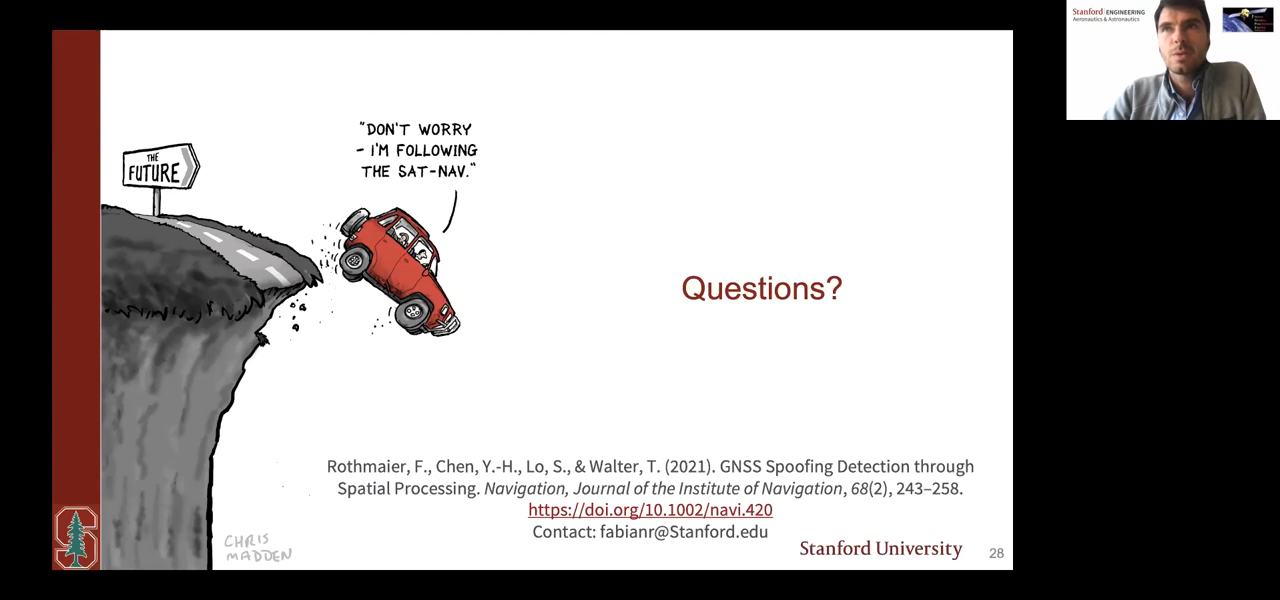 Stanford | ENGINEERING
Aeronautics & Astronautics
"DON'T WORRY
- I'M FOLLOWING
THE SAT-NAV."
THE
FUTURE
Questions?
Rothmaier, F., Chen, Y.-H., Lo, S., & Walter, T. (2021). GNSS Spoofing Detection through
Spatial Processing. Navigation, Journal of the Institute of Navigation, 68(2), 243–258.
https://doi.org/10.1002/navi.420
Contact: fabianr@Stanford.edu
CHRIS
MADDEN
Stanford University
28